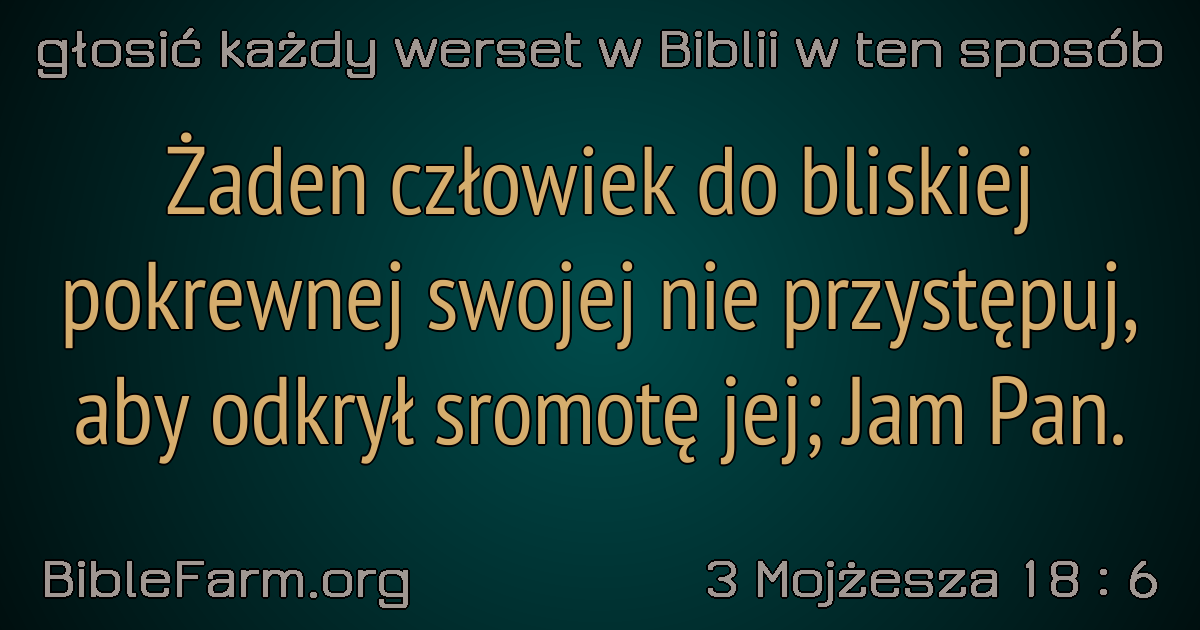 głosić każdy werset w Biblii w ten sposób
Żaden człowiek do bliskiej
pokrewnej swojej nie przystępuj,
aby odkrył sromotę jej; Jam Pan.
BibleFarm.org
3 Mojżesza 18 : 6